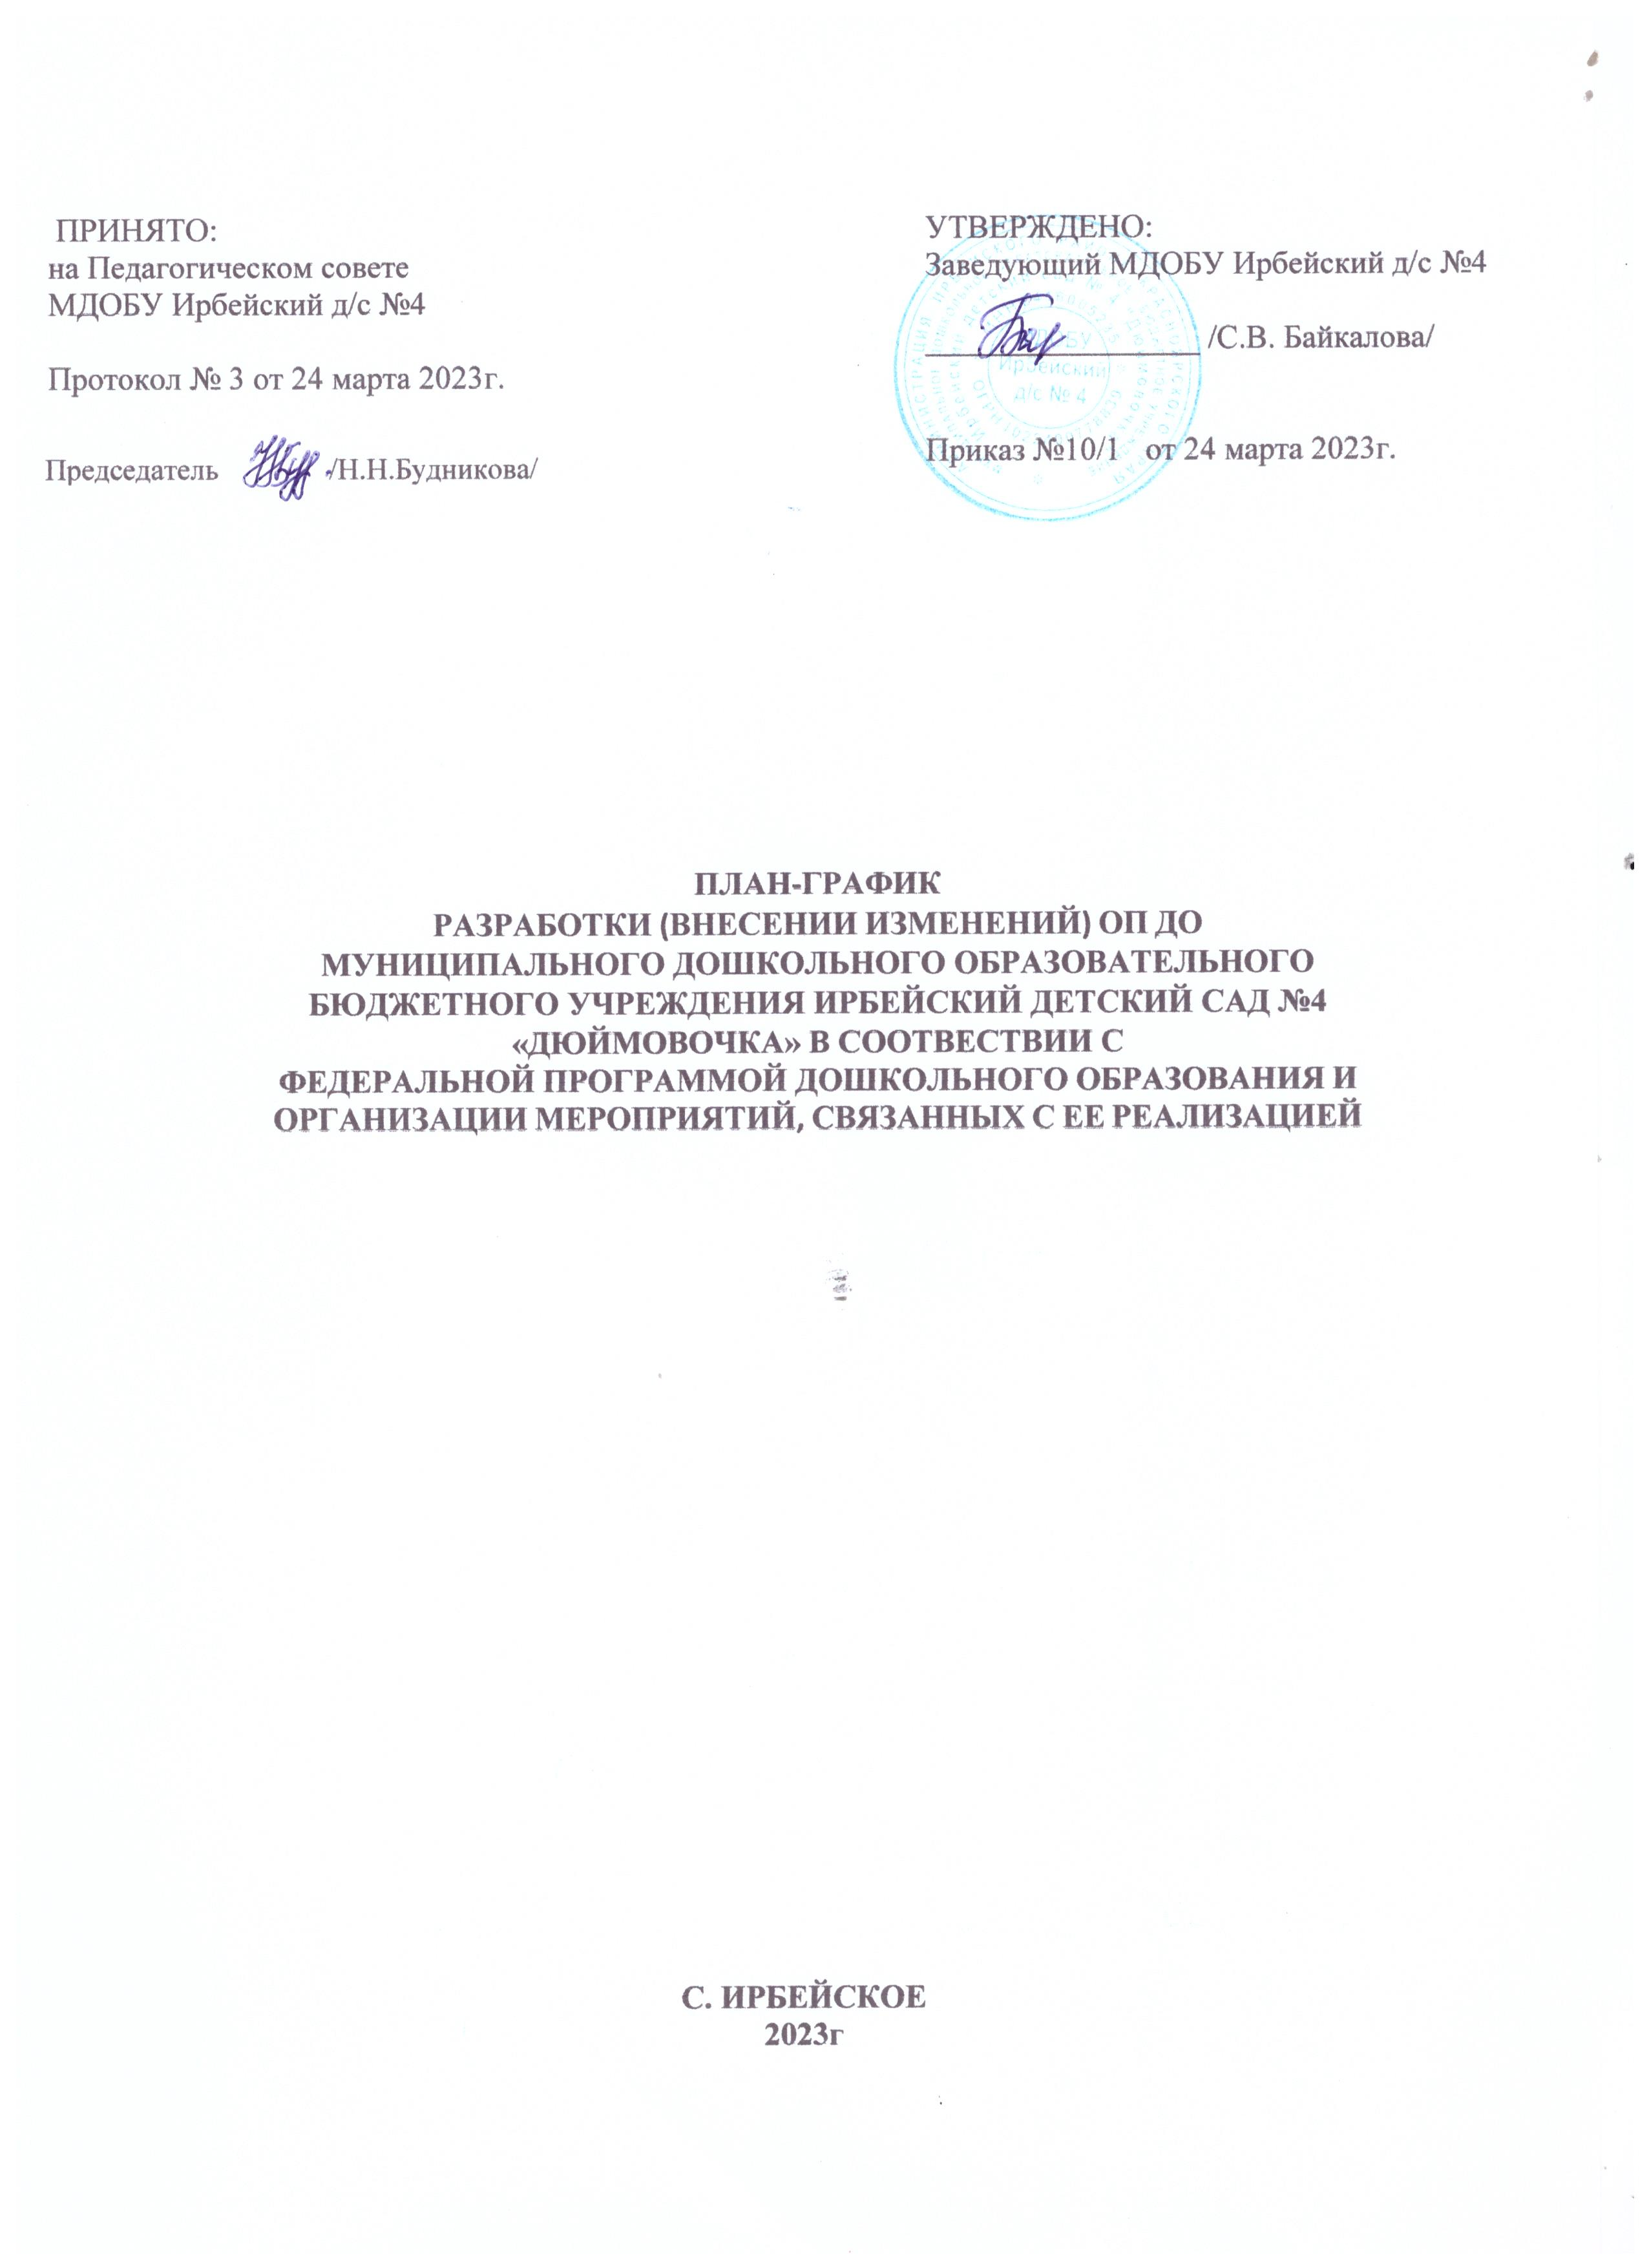 ПРИНЯТО:
на Педагогическом совете
МДОБУ Ирбейский д/с №4
Протокол № 3 от 24 марта 2023г.
Председатель /Н.Н.Будникова/
УТВЕРЖДЕНО:
Заведующий МДОБУ Ирбейский д/с №4
/С.В. Байкалова/
Приказ №10/1 от 24 марта 2023г.
Ирбейский
д/с № 4
ПЛАН-ГРАФИК
РАЗРАБОТКИ (ВНЕСЕНИИ ИЗМЕНЕНИЙ) ОП ДО
МУНИЦИПАЛЬНОГО ДОШКОЛЬНОГО ОБРАЗОВАТЕЛЬНОГО
БЮДЖЕТНОГО УЧРЕЖДЕНИЯ ИРБЕЙСКИЙ ДЕТСКИЙ САД №4
«ДЮЙМОВОЧКА» В СООТВЕСТВИИ С
ФЕДЕРАЛЬНОЙ ПРОГРАММОЙ ДОШКОЛЬНОГО ОБРАЗОВАНИЯ И
ОРГАНИЗАЦИИ МЕРОПРИЯТИЙ, СВЯЗАННЫХ С ЕЕ РЕАЛИЗАЦИЕЙ
С. ИРБЕЙСКОЕ
2023г